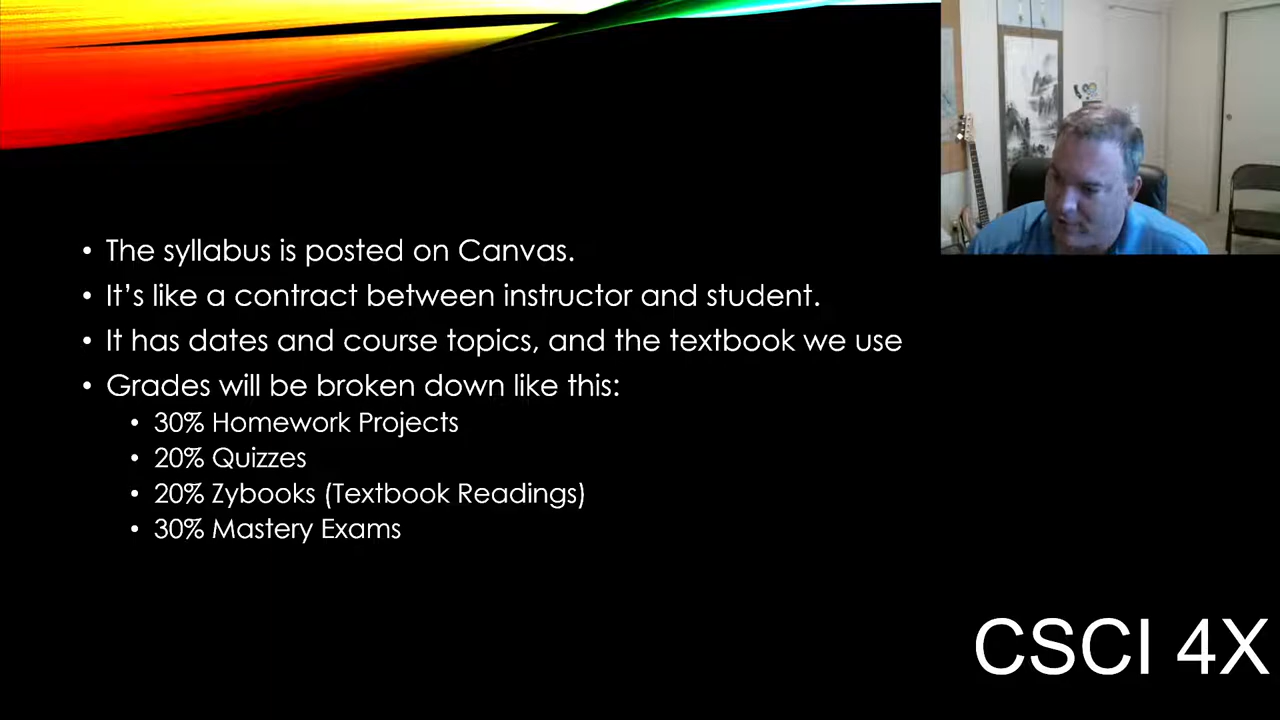 • The syllabus is posted on Canvas.
• It's like a contract between instructor and student.
• It has dates and course topics, and the textbook we use
• Grades will be broken down like this:
• 30% Homework Projects
• 20% Quizzes
• 20% Zybooks (Textbook Readings)
• 30% Mastery Exams
CSCI 4X